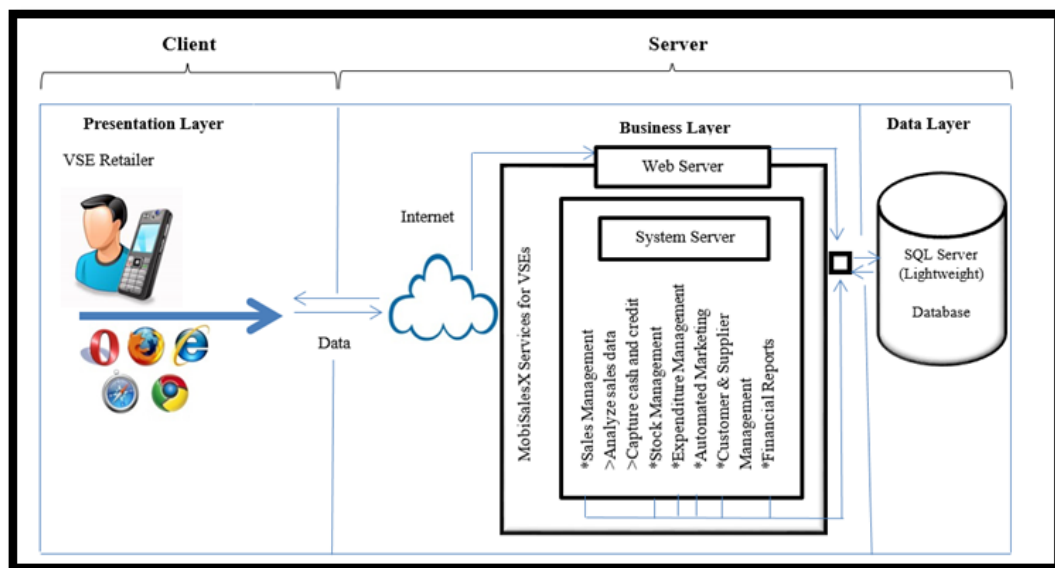 Client
Server
Presentation Layer
VSE Retailer
Data
Internet
Business Layer
Web Server
System Server
MobiSalesX Services for VSEs
*Sales Management
>Analyze sales data
>Capture cash and credit
*Stock Management
*Expenditure Management
*Automated Marketing
*Customer & Supplier
Management
*Financial Reports
Data Layer
SQL Server
(Lightweight)
Database